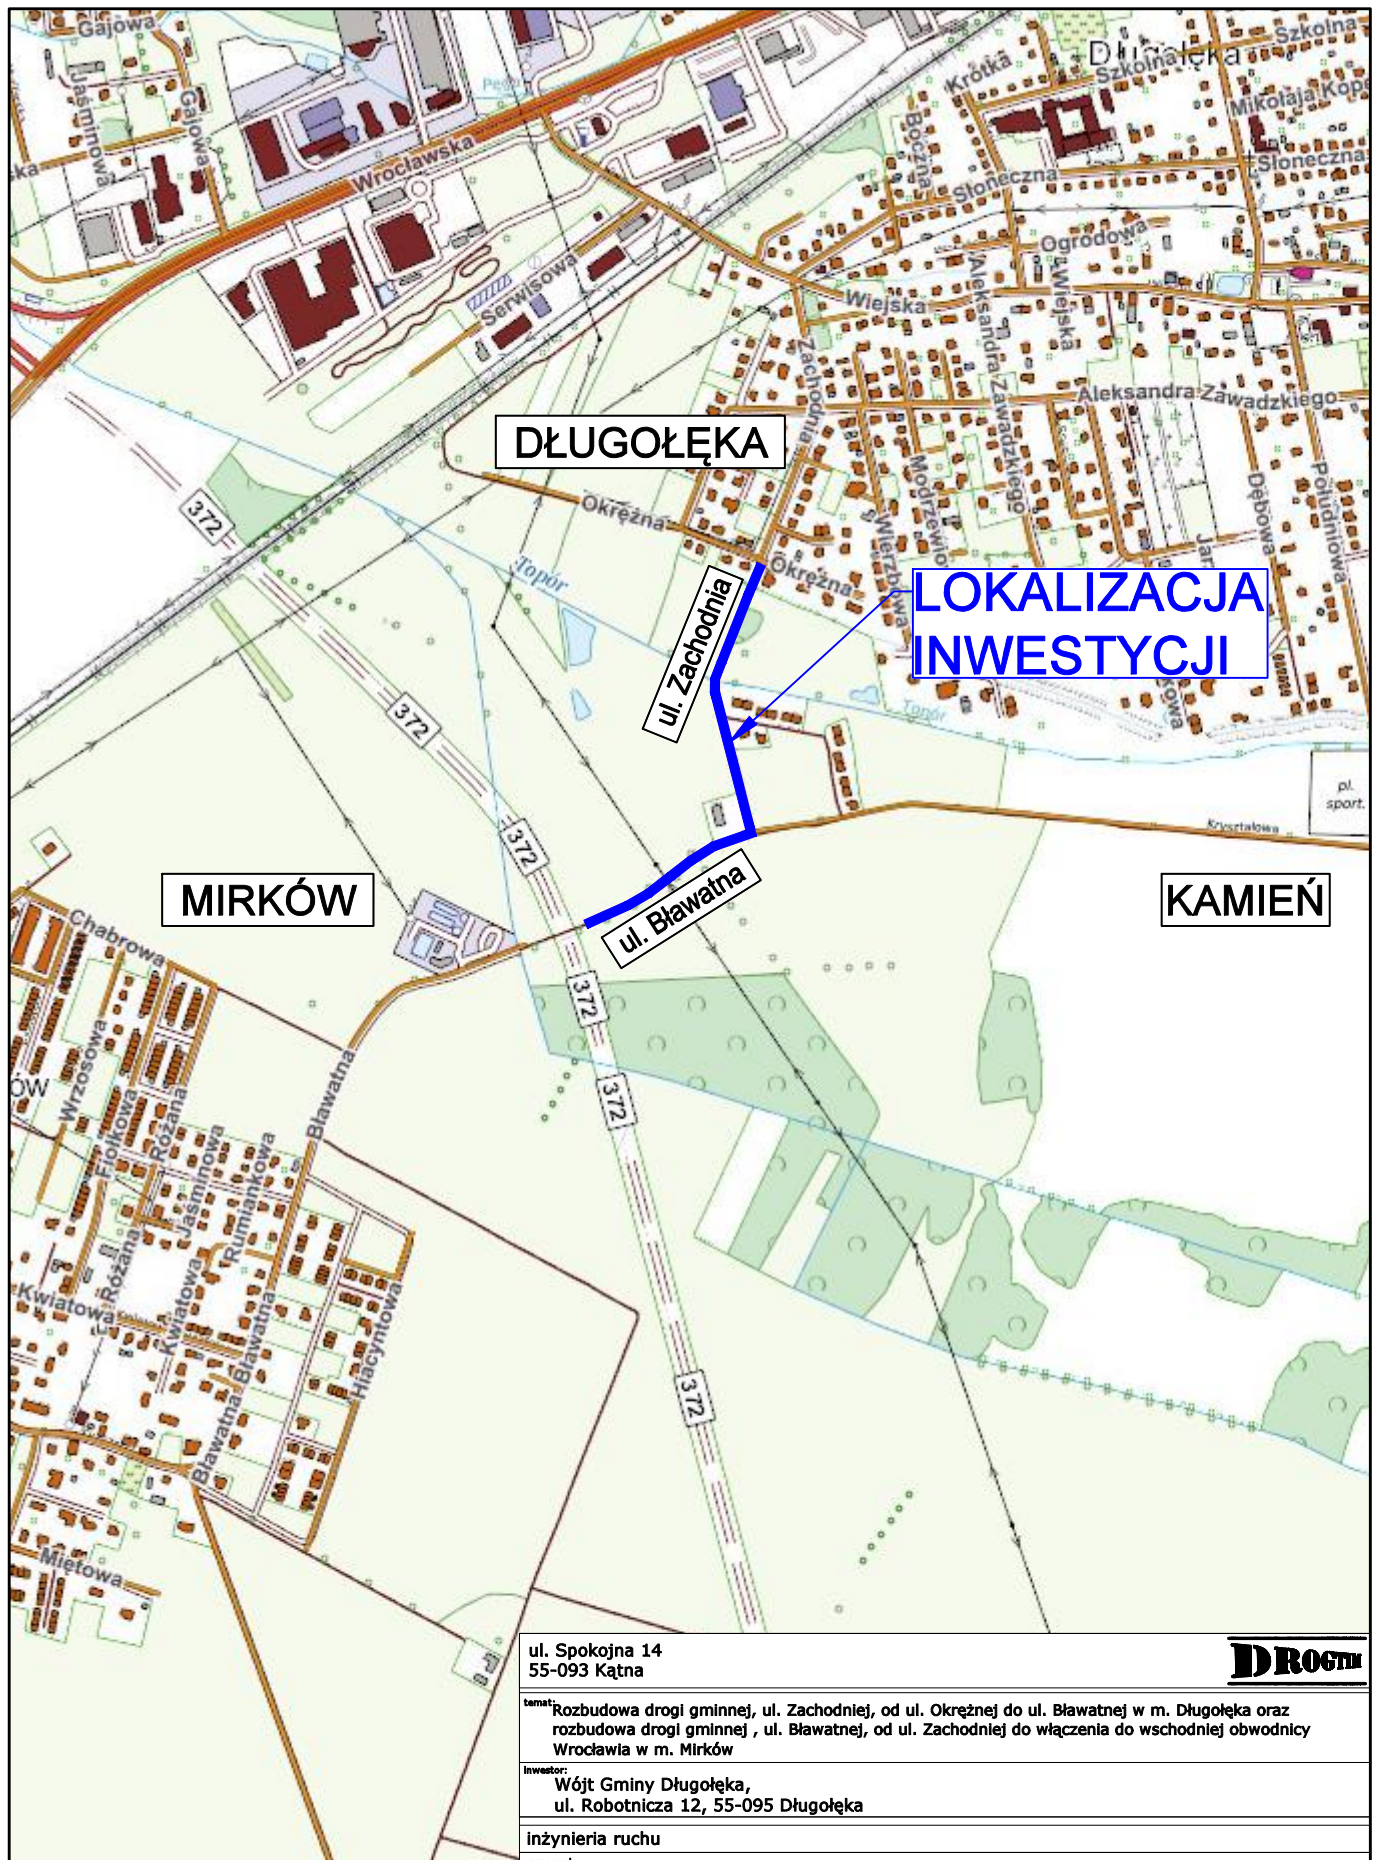 Gajowa
Jaśminowa
Gajowa
Wrocławska
Serwisowa
Krótka
Długołęka
Szkolna
Szkolna
Boczna
Słoneczna
Słoneczna
Ogrodowa
Wiejska
Wiejska
Zachodnia
Aleksandra Zawadzkiego
Aleksandra Zawadzkiego
Dębowa
Południowa
DŁUGOŁĘKA
Okrężna
Okrężna
372
Topór
ul. Zachodnia
LOKALIZACJA
INWESTYCJI
Topór
372
pl.
sport.
Kryształowa
372
MIRKÓW
KAMIEŃ
ul. Bławatna
Chabrowa
372
Wrzosowa
Fiołkowa
Różana
Jaśminowa
Rumiankowa
Bławatna
372
ÓW
Kwiatowa
Różana
Kwiatowa
Bławatna
Hiacyntowa
372
Bławatna
Miętowa
ul. Spokojna 14
55-093 Kątna
DROGTIM
temat:
Rozbudowa drogi gminnej, ul. Zachodniej, od ul. Okrężnej do ul. Bławatnej w m. Długołęka oraz
rozbudowa drogi gminnej , ul. Bławatnej, od ul. Zachodniej do włączenia do wschodniej obwodnicy
Wrocławia w m. Mirków
inwestor:
Wójt Gminy Długołęka,
ul. Robotnicza 12, 55-095 Długołęka
inżynieria ruchu